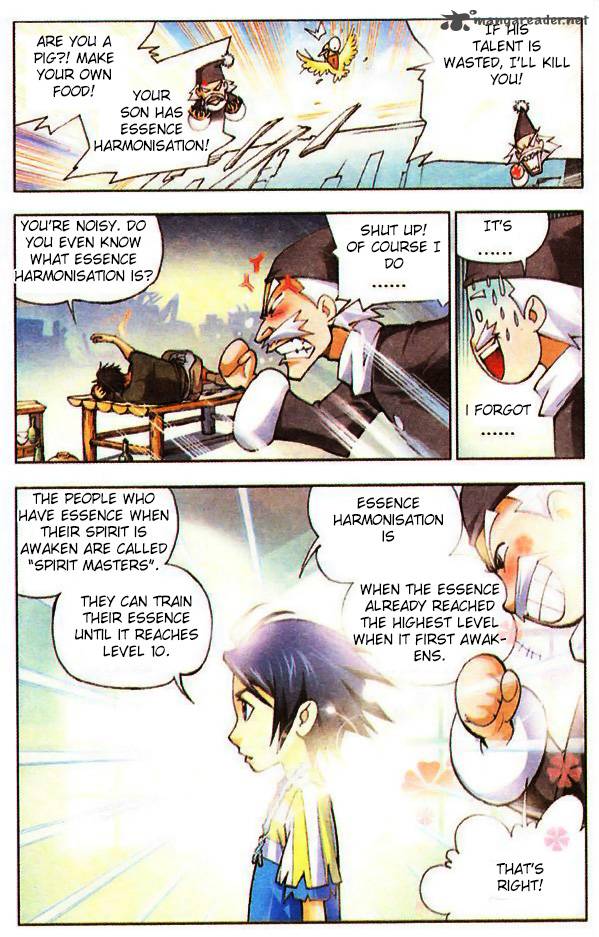 mangareader.net
ARE YOU A
PIG?! MAKE
YOUR OWN
FOOD!
YOUR
SON HAS
ESSENCE
HARMONISATION!
IF HIS
TALENT IS
WASTED, I'LL KILL
YOU!
YOU'RE NOISY. DO
YOU EVEN KNOW
WHAT ESSENCE
HARMONISATION IS?
SHUT UP!
OF COURSE I
DO
......
IT'S
......
I FORGOT
......
THE PEOPLE WHO
HAVE ESSENCE WHEN
THEIR SPIRIT IS
AWAKEN ARE CALLED
"SPIRIT MASTERS".
THEY CAN TRAIN
THEIR ESSENCE
UNTIL IT REACHES
LEVEL 10.
ESSENCE
HARMONISATION
IS
WHEN THE ESSENCE
ALREADY REACHED
THE HIGHEST LEVEL
WHEN IT FIRST AWAK-
ENS.
THAT'S
RIGHT!